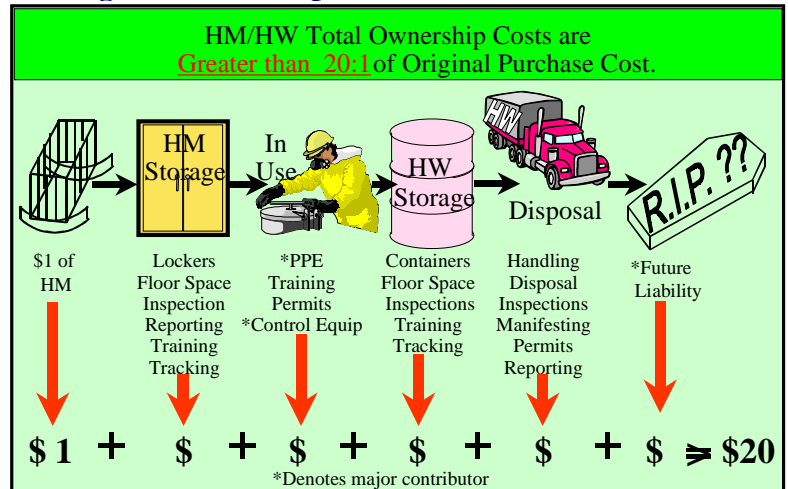 HM/HW Total Ownership Costs are
Greater than 20:1 of Original Purchase Cost.
HM
Storage
In
Use
HW
Storage
HW
Disposal
R.I.P. ??
$1 of
HM
Lockers
Floor Space
Inspection
Reporting
Training
Tracking
*PPE
Training
Permits
*Control Equip
Containers
Floor Space
Inspections
Training
Tracking
Handling
Disposal
Inspections
Manifesting
Permits
Reporting
*Future
Liability
$ 1 + $ + $ + $ + $ + $ ⪖ $20
*Denotes major contributor